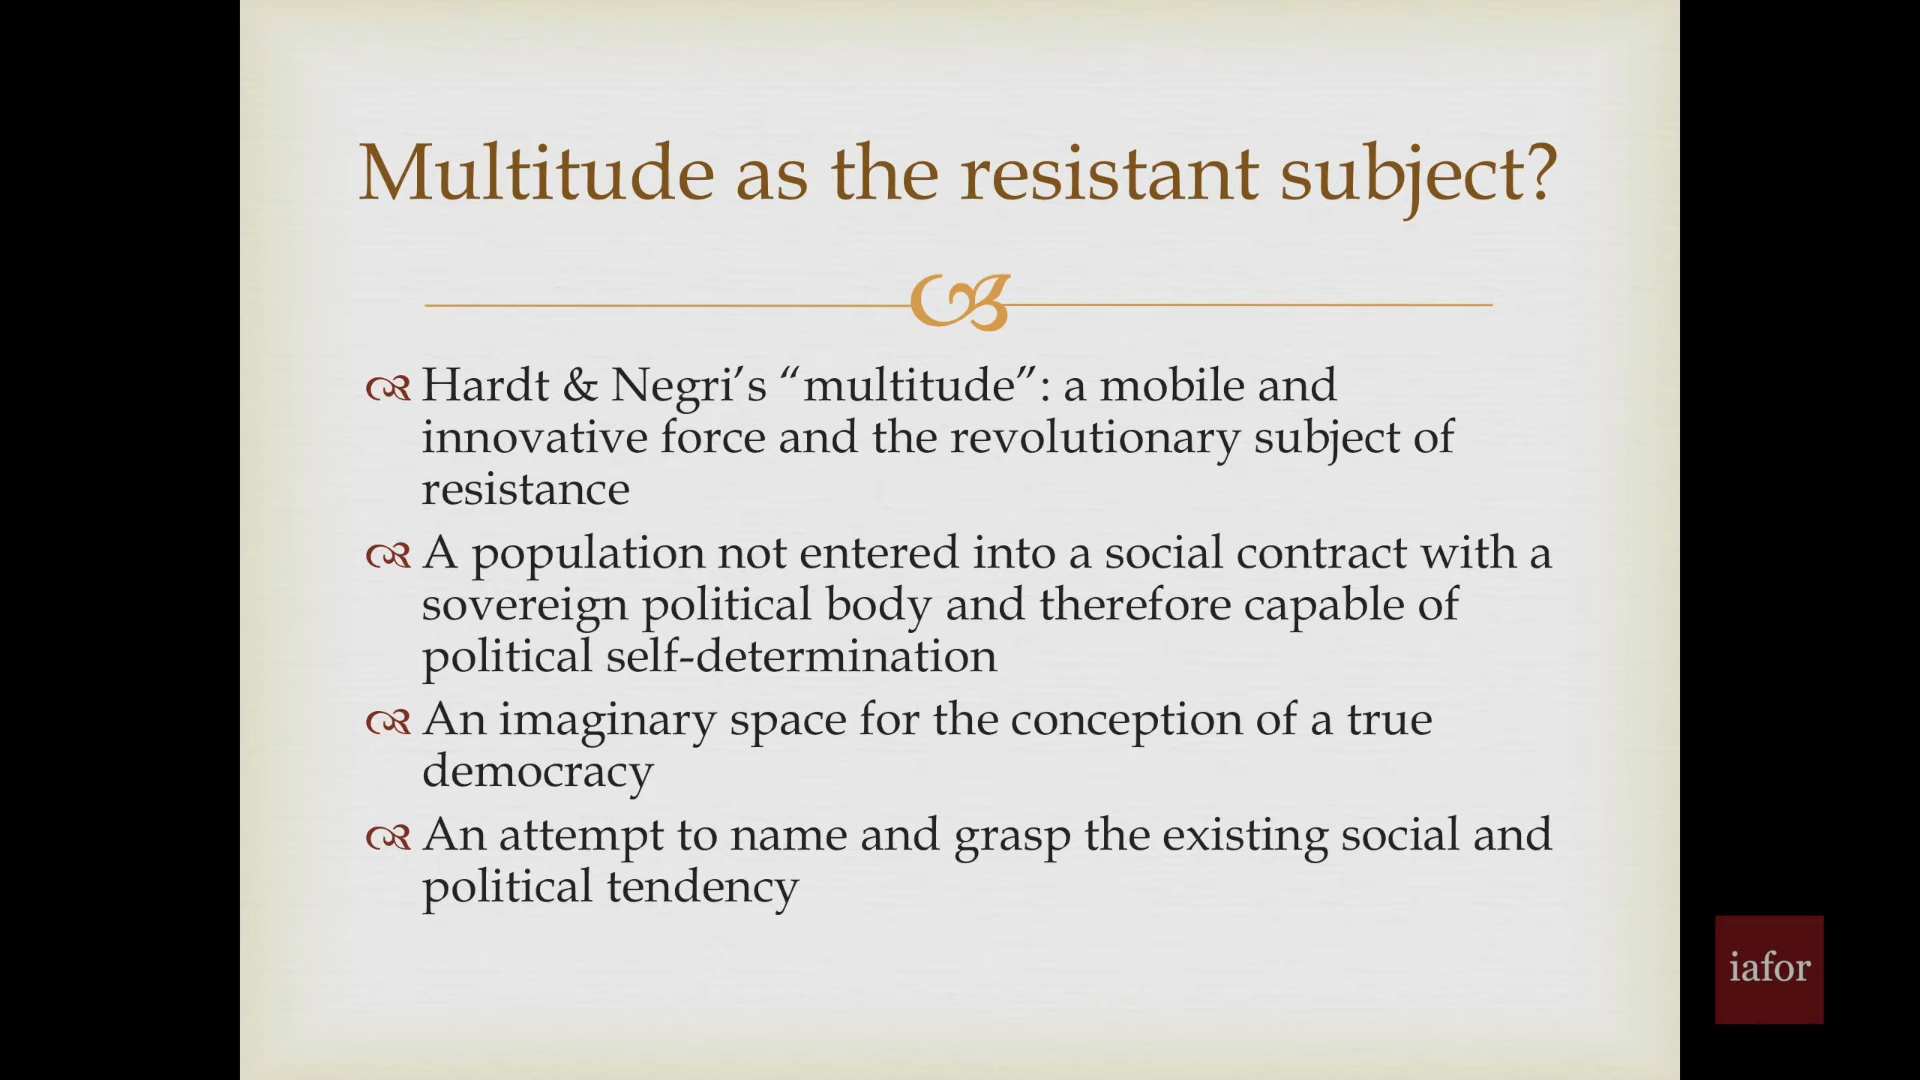 Multitude as the resistant subject?
Hardt & Negri’s “multitude”: a mobile and
innovative force and the revolutionary subject of
resistance
A population not entered into a social contract with a
sovereign political body and therefore capable of
political self-determination
An imaginary space for the conception of a true
democracy
An attempt to name and grasp the existing social and
political tendency
iafor